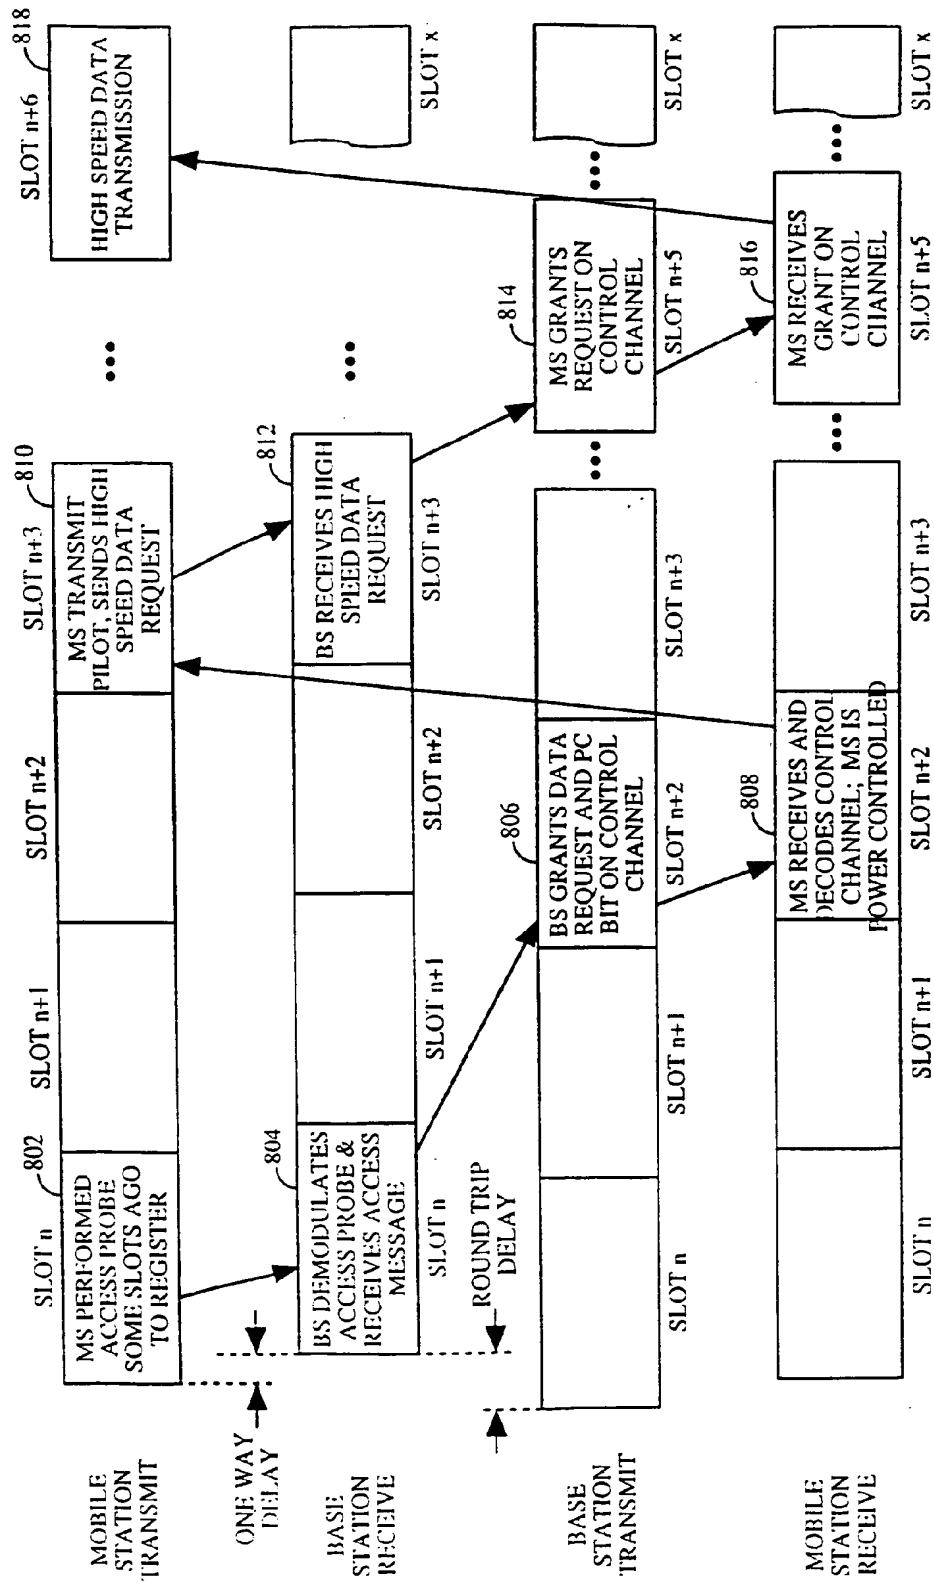 MOBILE
STATION
TRANSMIT
SLOT n
802
MS PERFORMED
ACCESS PROBE
SOME SLOTS AGO
TO REGISTER
SLOT n+1
SLOT n+2
SLOT n+3
810
MS TRANSMIT
PILOT, SENDS HIGH
SPEED DATA
REQUEST
•••
SLOT n+6
818
HIGH SPEED DATA
TRANSMISSION
ONE WAY
DELAY
BASE
STATION
RECEIVE
804
BS DEMODULATES
ACCESS PROBE &
RECEIVES ACCESS
MESSAGE
SLOT n
SLOT n+1
SLOT n+2
812
BS RECEIVES HIGH
SPEED DATA
REQUEST
SLOT n+3
•••
SLOT x
ROUND TRIP
DELAY
BASE
STATION
TRANSMIT
SLOT n
SLOT n+1
806
BS GRANTS DATA
REQUEST AND PC
BIT ON CONTROL
CHANNEL
SLOT n+2
SLOT n+3
•••
814
MS GRANTS
REQUEST ON
CONTROL
CHANNEL
SLOT n+5
•••
SLOT x
MOBILE
STATION
RECEIVE
SLOT n
SLOT n+1
808
MS RECEIVES AND
DECODES CONTROL
CHANNEL; MS IS
POWER CONTROLLED
SLOT n+2
SLOT n+3
•••
816
MS RECEIVES
GRANT ON
CONTROL
CHANNEL
SLOT n+5
•••
SLOT x